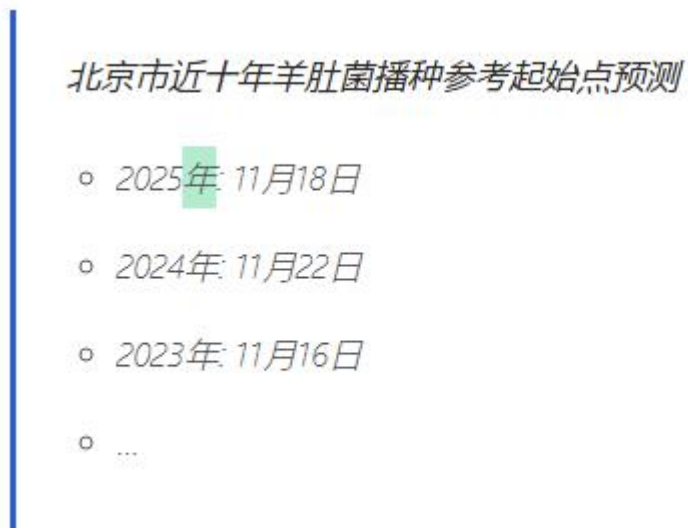 北京市近十年羊肚菌播种参考起始点预测
2025年: 11月18日
2024年: 11月22日
2023年: 11月16日
...